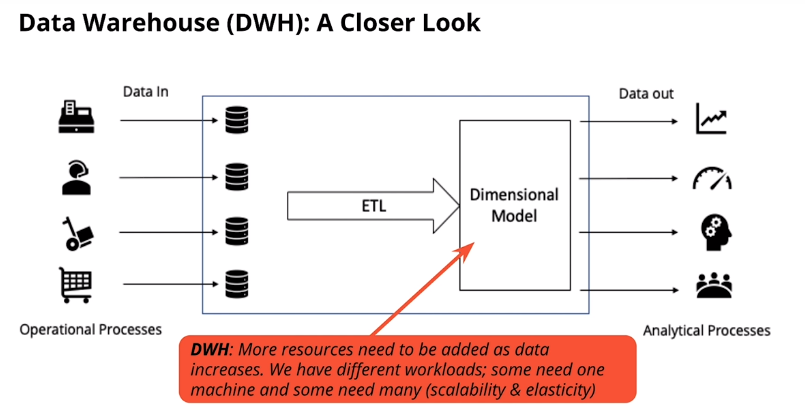 Data Warehouse (DWH): A Closer Look
Data In
Data out
ETL
Dimensional
Model
Operational Processes
Analytical Processes
DWH: More resources need to be added as data
increases. We have different workloads; some need one
machine and some need many (scalability & elasticity)